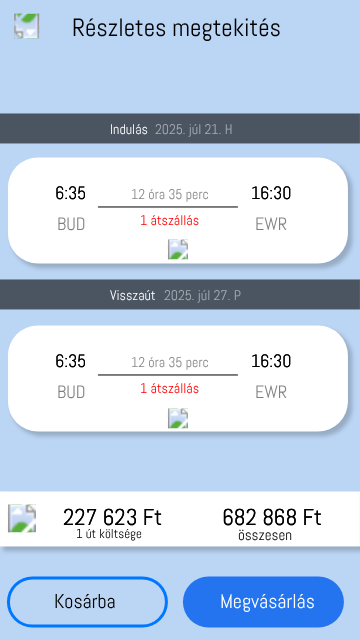 Részletes megtekités
Indulás 2025. júl 21. H
6:35 12 óra 35 perc 16:30
BUD 1 átszállás EWR
Visszaút 2025. júl 27. P
6:35 12 óra 35 perc 16:30
BUD 1 átszállás EWR
227 623 Ft 682 868 Ft
1 út költsége összesen
Kosárba Megvásárlás